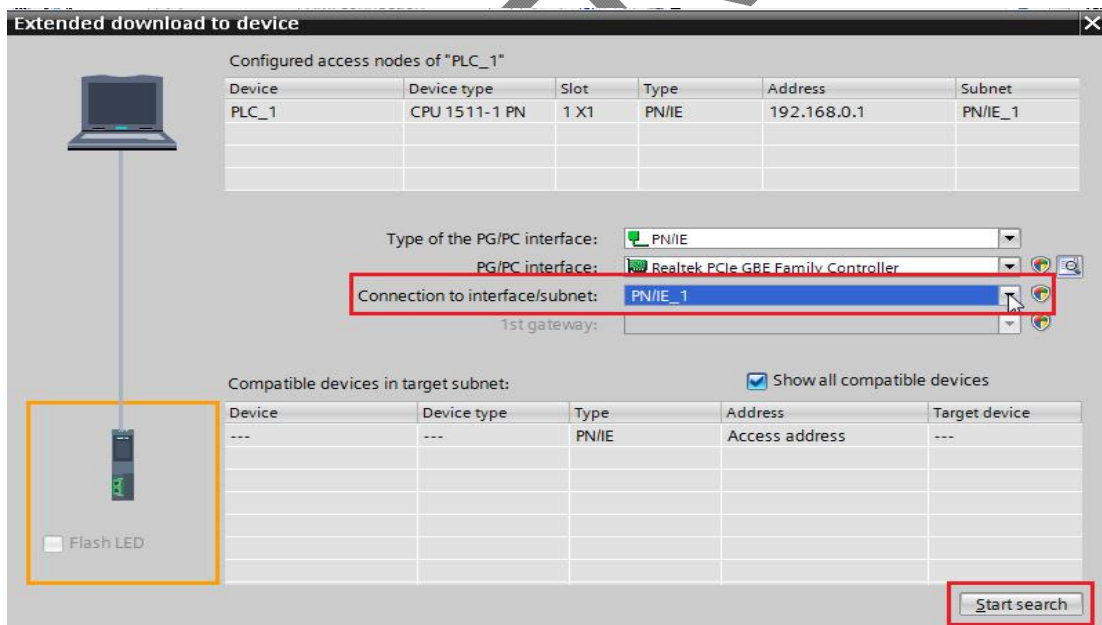 Extended download to device
Configured access nodes of "PLC_1"
Device Device type Slot Type Address Subnet
PLC_1 CPU 1511-1 PN 1 X1 PN/IE 192.168.0.1 PN/IE_1
Type of the PG/PC interface: PN/IE
PG/PC interface: Realtek PCIe GBE Family Controller
Connection to interface/subnet: PN/IE_1
1st gateway:
Compatible devices in target subnet: Show all compatible devices
Device Device type Type Address Target device
--- --- PN/IE Access address ---
Flash LED
Start search